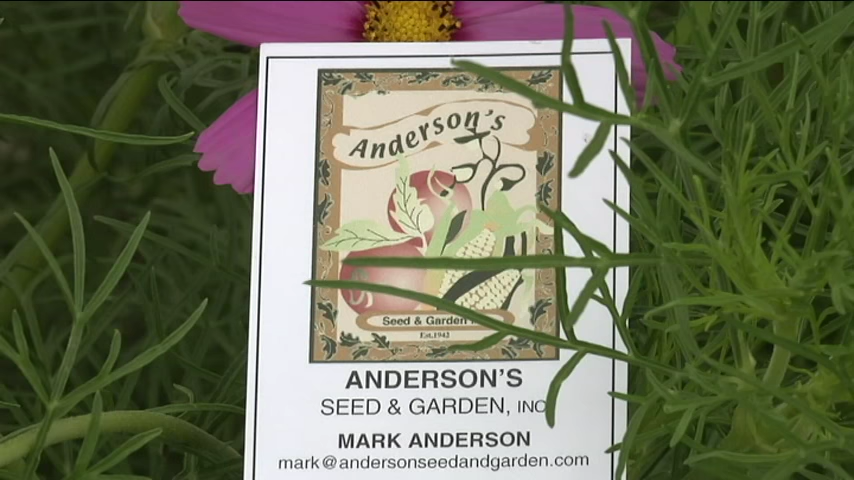 Anderson's
Seed & Garden
Est.1942
ANDERSON'S
SEED & GARDEN, INC
MARK ANDERSON
mark@andersonseedandgarden.com